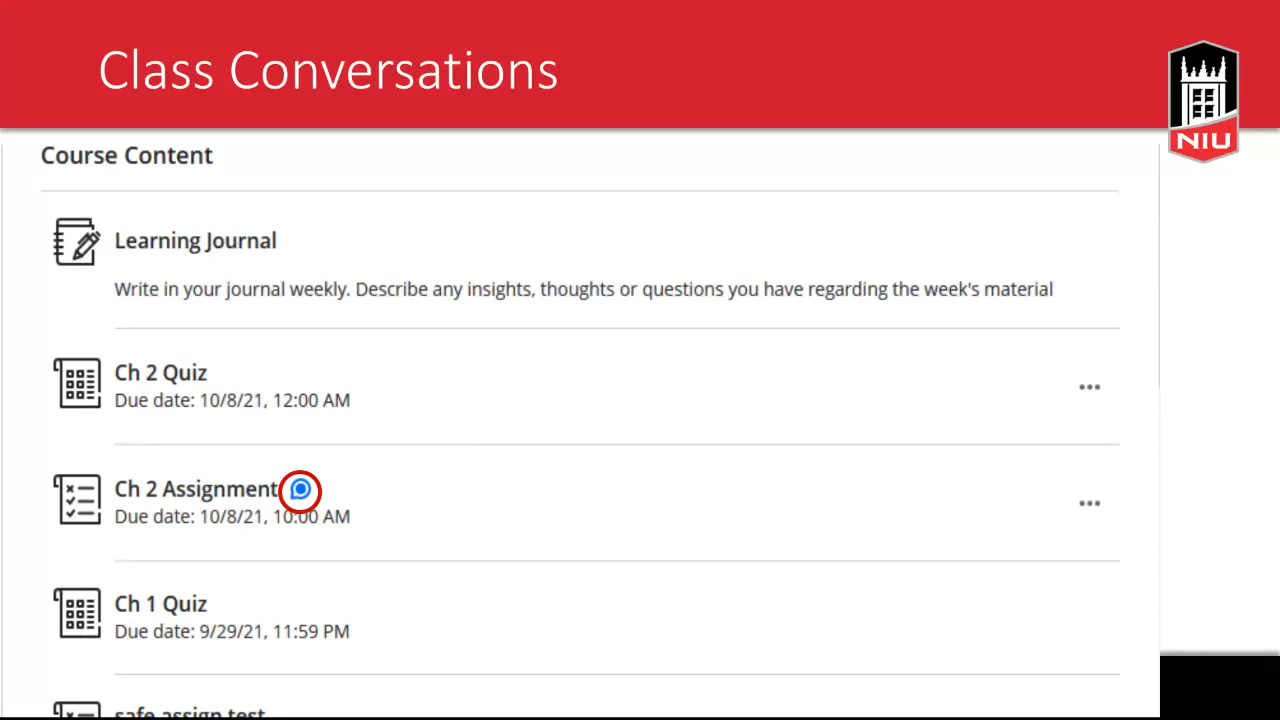 Class Conversations
NIU
Course Content
Learning Journal
Write in your journal weekly. Describe any insights, thoughts or questions you have regarding the week's material
Ch 2 Quiz
Due date: 10/8/21, 12:00 AM
Ch 2 Assignment
Due date: 10/8/21, 10:00 AM
Ch 1 Quiz
Due date: 9/29/21, 11:59 PM
safe assign test